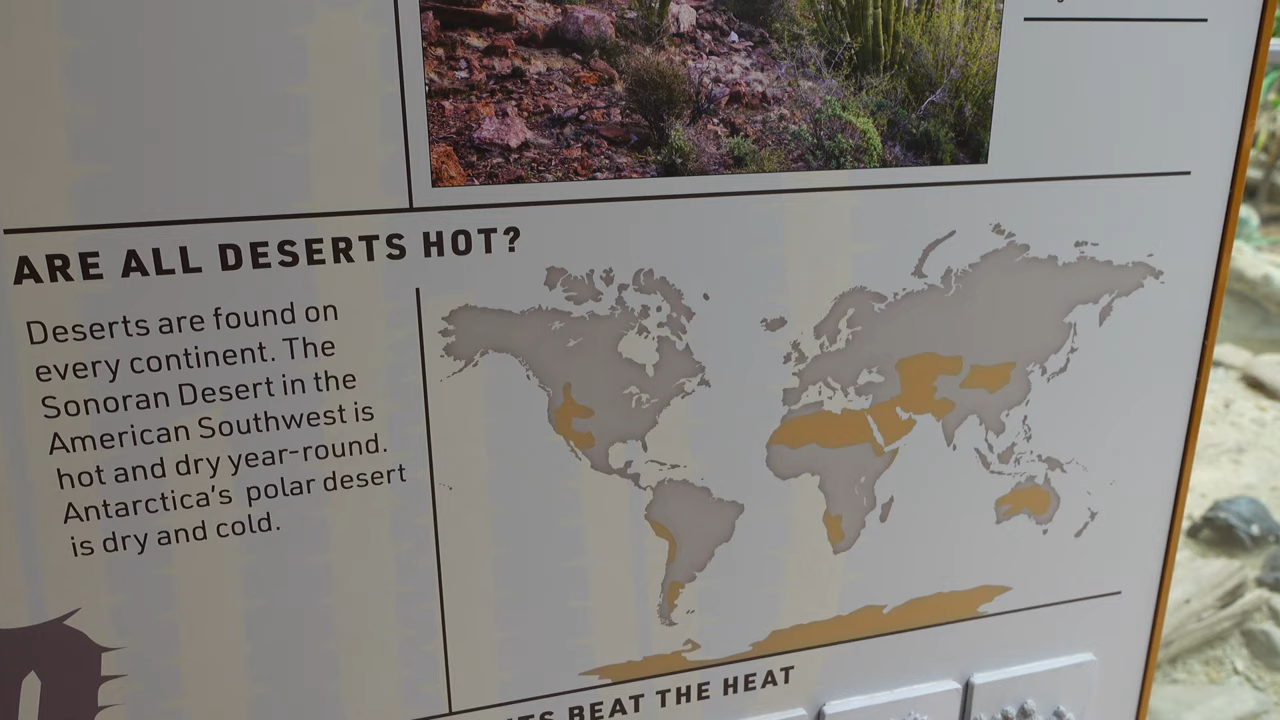 ARE ALL DESERTS HOT?
Deserts are found on
every continent. The
Sonoran Desert in the
American Southwest is
hot and dry year-round.
Antarctica's polar desert
is dry and cold.
BEAT THE HEAT